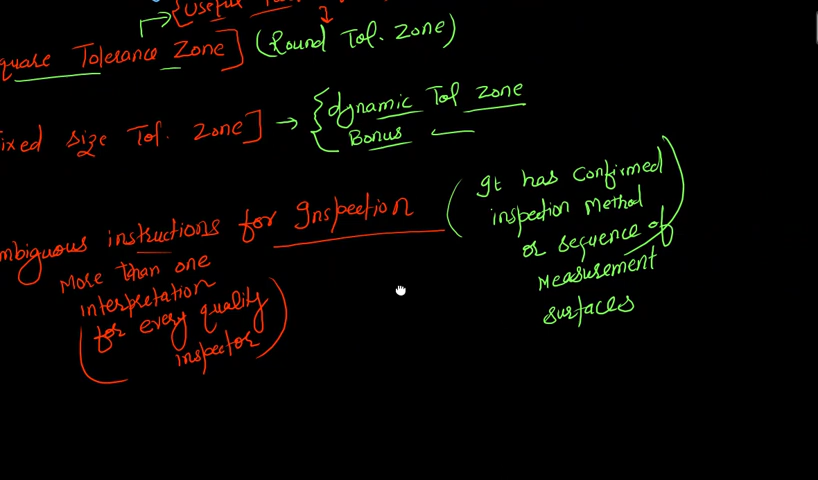 {Useful
quare Tolerance Zone] (Round Tol. Zone)
ixed size Tol. Zone] → {dynamic Tol zone
Bonus
mbiguous instructions for Inspection
(It has confirmed
inspection Method
or sequence of
Measurement
surfaces)
More than one
interpretation
(for every quality
inspector)